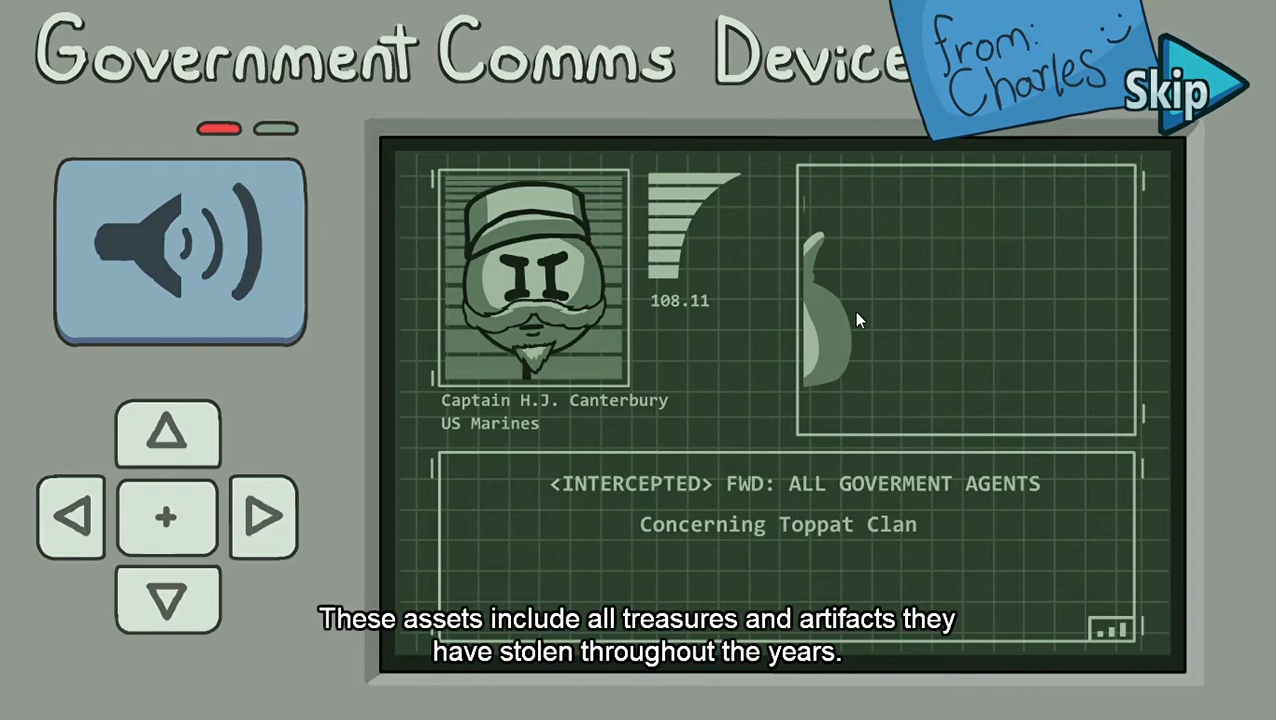 Government Comms Device
from:
Charles
Skip
108.11
Captain H.J. Canterbury
US Marines
<INTERCEPTED> FWD: ALL GOVERMENT AGENTS
Concerning Toppat Clan
These assets include all treasures and artifacts they
have stolen throughout the years.